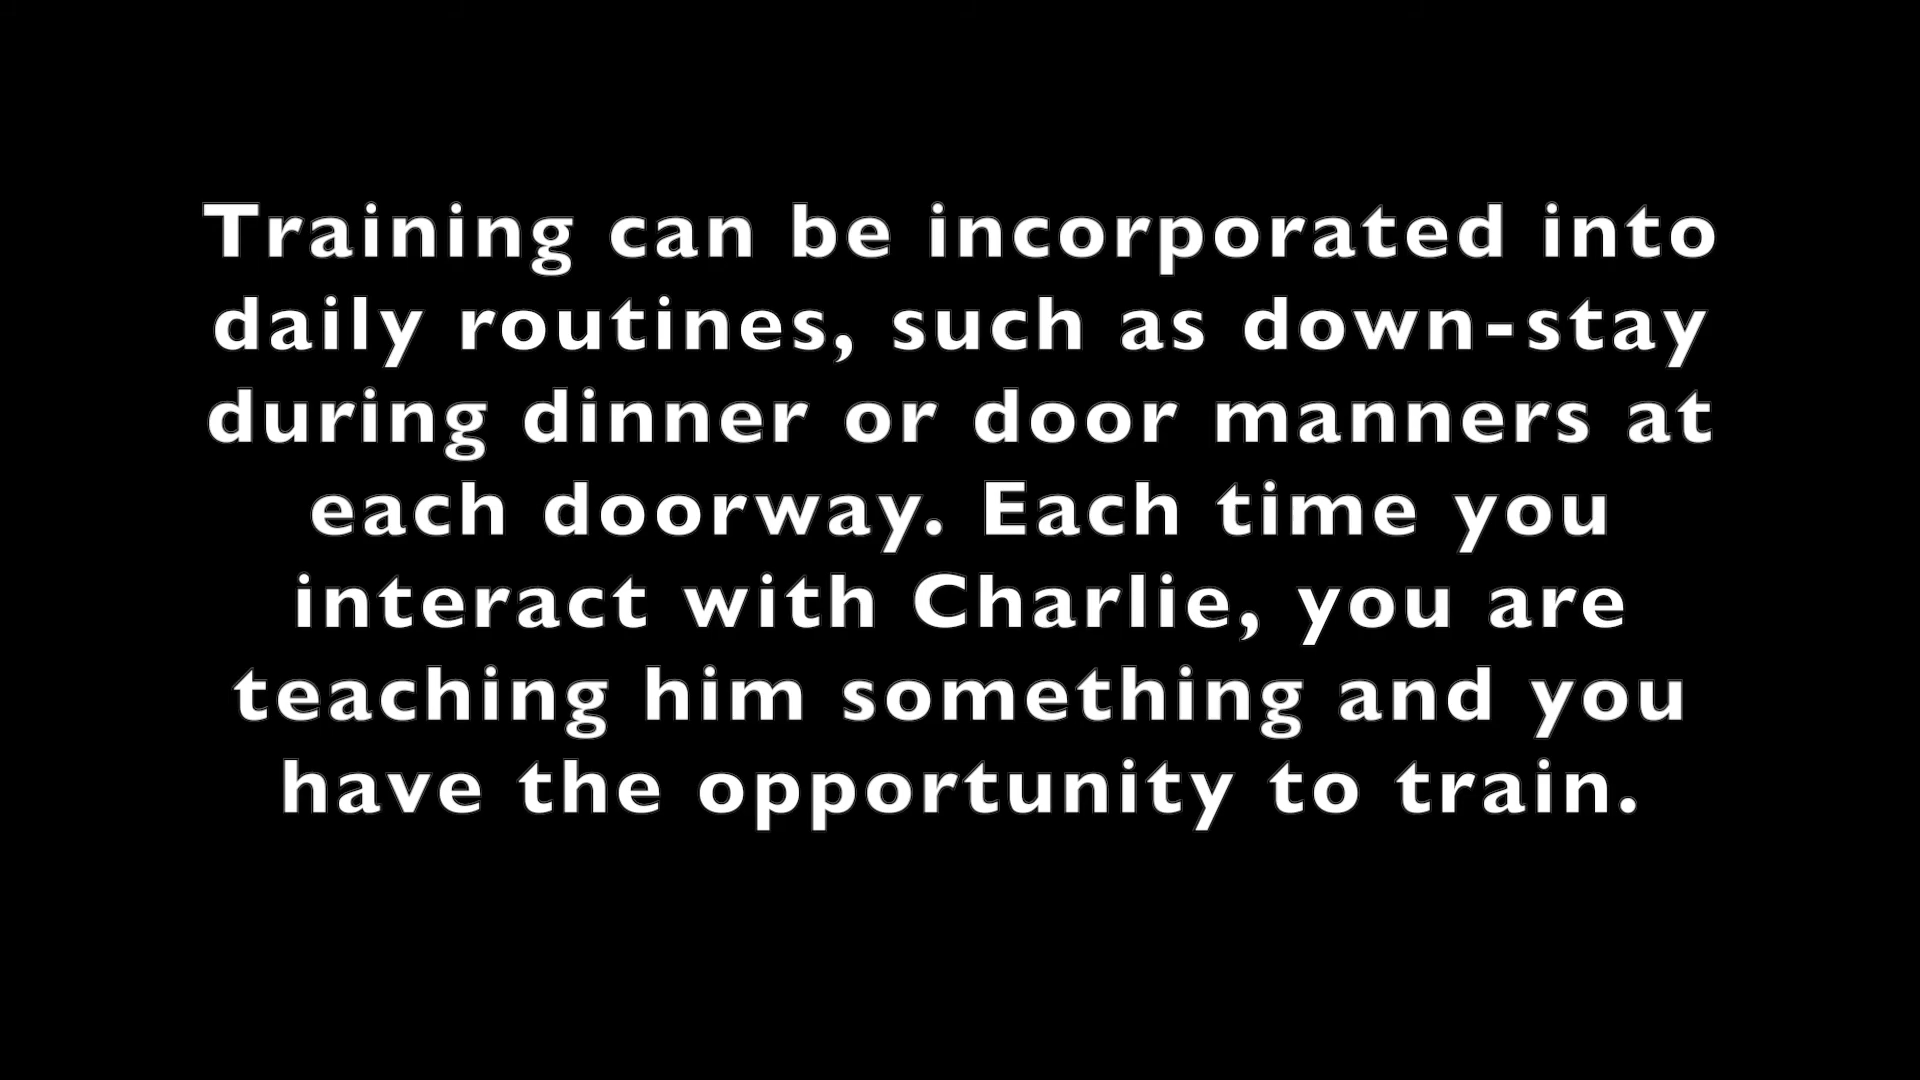 Training can be incorporated into
daily routines, such as down-stay
during dinner or door manners at
each doorway. Each time you
interact with Charlie, you are
teaching him something and you
have the opportunity to train.